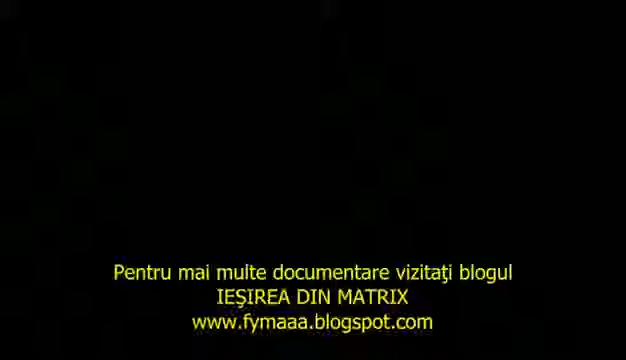 Pentru mai multe documentare vizitaţi blogul
IEŞIREA DIN MATRIX
www.fymaaa.blogspot.com